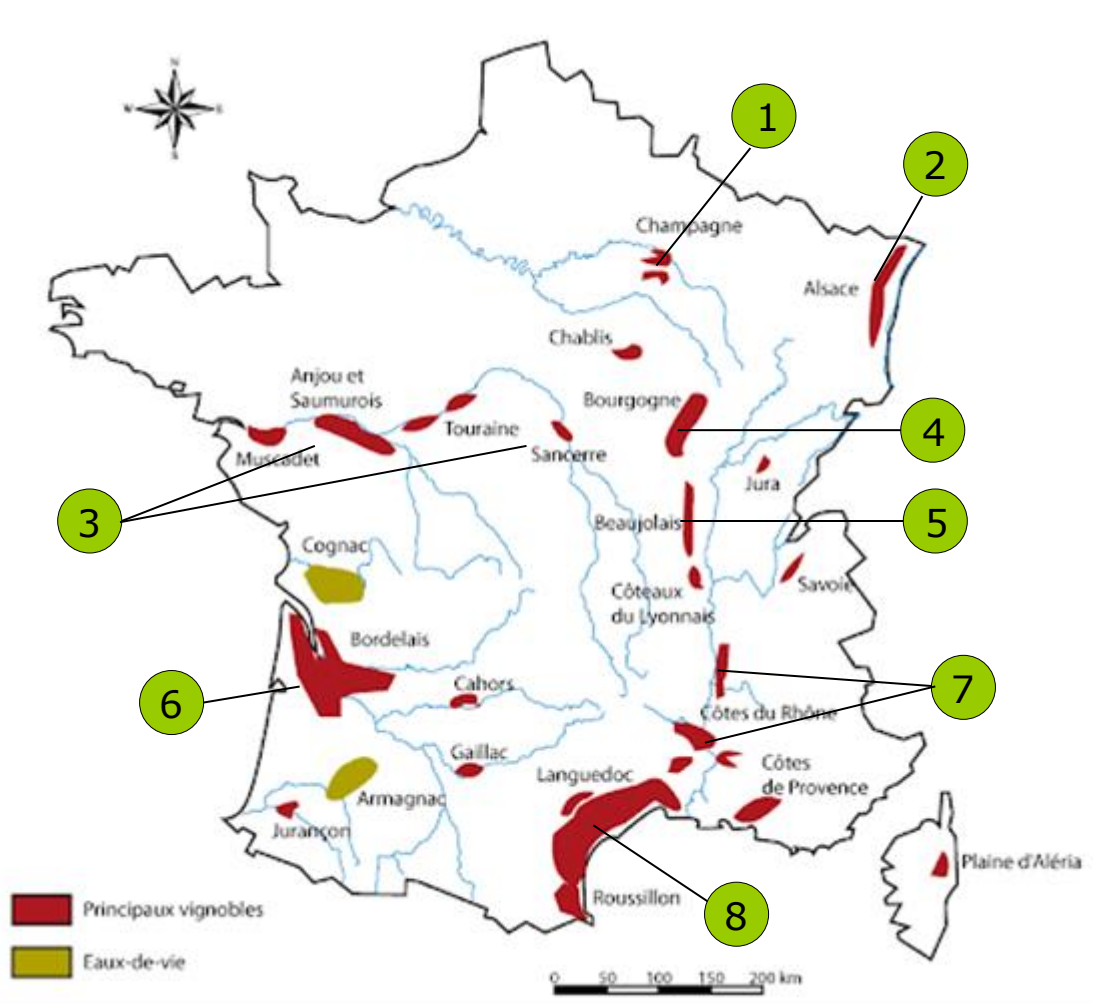 N
W
E
S
1
2
Champagne
Alsace
Chablis
Anjou et
Saumurois
Bourgogne
4
Touraine
Sancerre
Muscadet
Jura
3
Beaujolais
5
Cognac
Savoie
Côteaux
du Lyonnais
Bordelais
6
Cahors
7
Côtes du Rhône
Gaillac
Languedoc
Côtes
de Provence
Armagnac
Jurançon
Plaine d'Aléria
Roussillon
8
Principaux vignobles
Eaux-de-vie
0 50 100 150 200 km